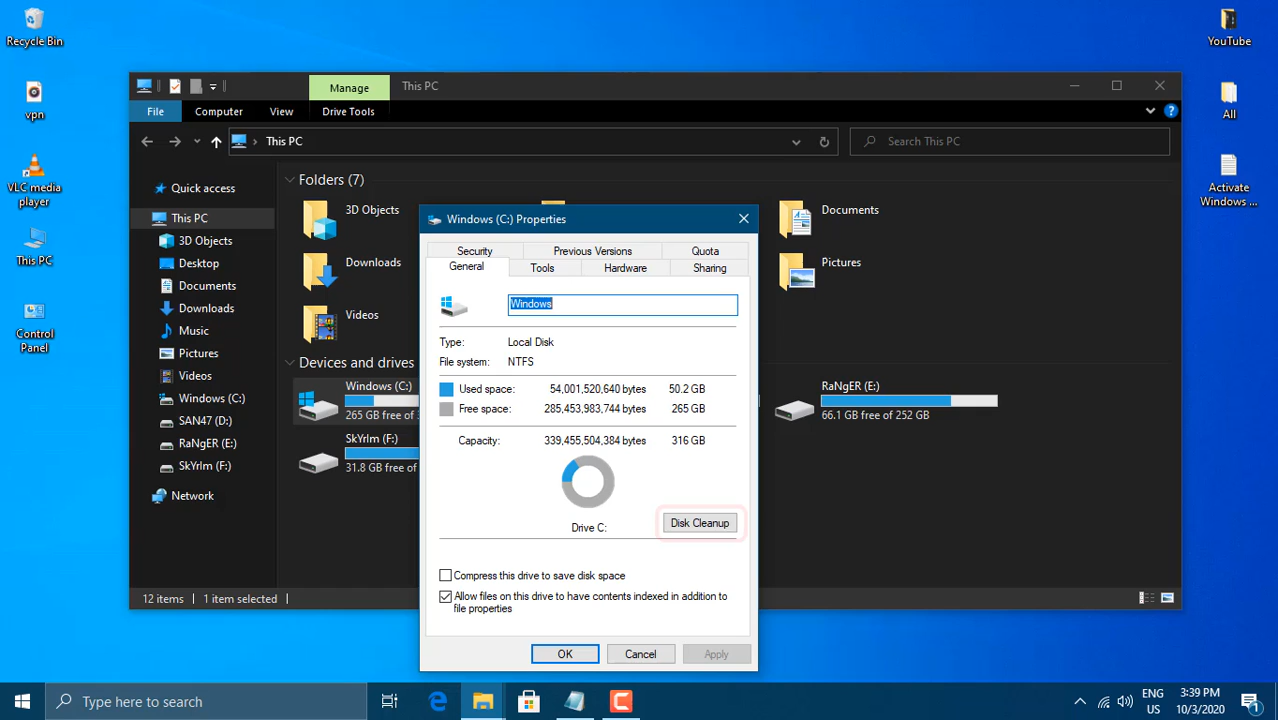 Recycle Bin
vpn
VLC media
player
This PC
Control
Panel
YouTube
All
Activate
Windows ...
Manage
This PC
File
Computer
View
Drive Tools
This PC
Search This PC
Quick access
This PC
3D Objects
Desktop
Documents
Downloads
Music
Pictures
Videos
Windows (C:)
SAN47 (D:)
RaNgER (E:)
SkYrIm (F:)
Network
Folders (7)
3D Objects
Downloads
Videos
Documents
Pictures
Devices and drives
Windows (C:)
265 GB free of
SkYrIm (F:)
31.8 GB free of
RaNgER (E:)
66.1 GB free of 252 GB
Windows (C:) Properties
Security
Previous Versions
Quota
General
Tools
Hardware
Sharing
Windows
Type: Local Disk
File system: NTFS
Used space: 54,001,520,640 bytes 50.2 GB
Free space: 285,453,983,744 bytes 265 GB
Capacity: 339,455,504,384 bytes 316 GB
Drive C:
Disk Cleanup
Compress this drive to save disk space
Allow files on this drive to have contents indexed in addition to
file properties
OK
Cancel
Apply
12 items
1 item selected
Type here to search
ENG
US
3:39 PM
10/3/2020
1